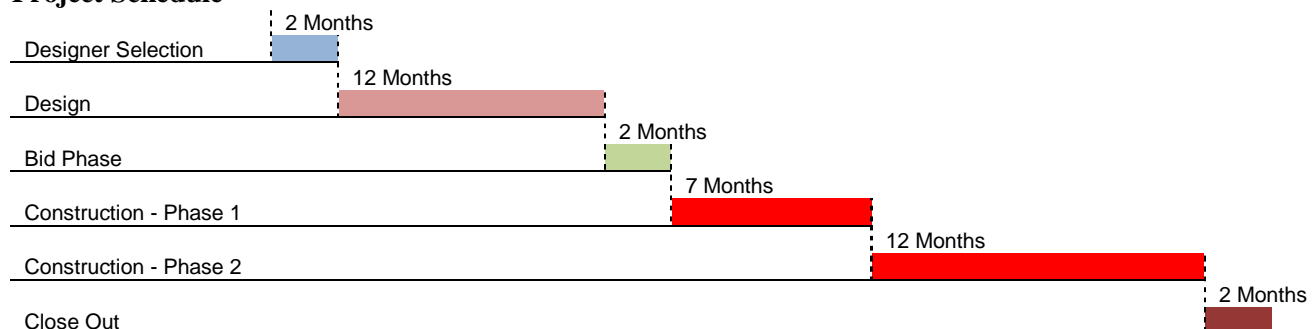 Project Schedule
2 Months
Designer Selection
12 Months
Design
2 Months
Bid Phase
7 Months
Construction - Phase 1
12 Months
Construction - Phase 2
2 Months
Close Out